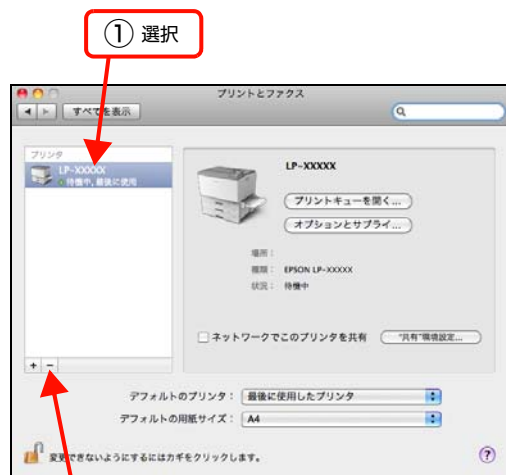 ① 選択
プリントとファクス
すべてを表示
プリンタ
LP-XXXXX
待機中, 最後に使用
LP-XXXXX
プリントキューを開く...
オプションとサプライ...
場所：
種類： EPSON LP-XXXXX
状況： 待機中
ネットワークでこのプリンタを共有
"共有"環境設定...
+ −
デフォルトのプリンタ： 最後に使用したプリンタ
デフォルトの用紙サイズ： A4
変更できないようにするにはカギをクリックします。
?